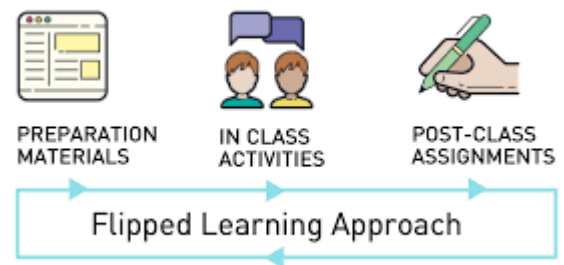 PREPARATION
MATERIALS
IN CLASS
ACTIVITIES
POST-CLASS
ASSIGNMENTS
Flipped Learning Approach